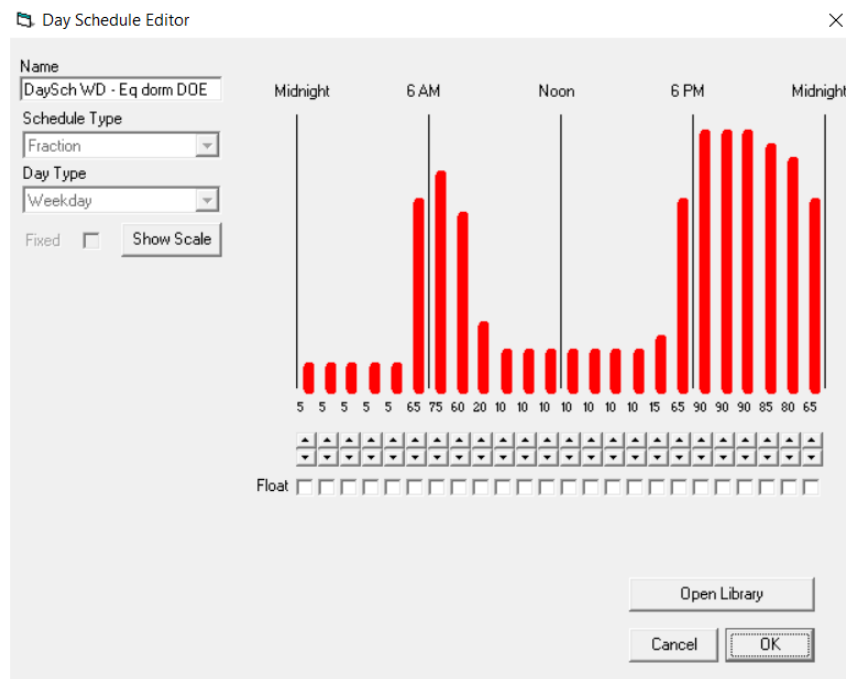 Day Schedule Editor
Name
DaySch WD - Eq dorm DOE
Schedule Type
Fraction
Day Type
Weekday
Fixed
Show Scale
Midnight 6 AM Noon 6 PM Midnight
5 5 5 5 5 65 75 60 20 10 10 10 10 10 10 10 15 65 90 90 90 85 80 65
Float
Open Library
Cancel OK